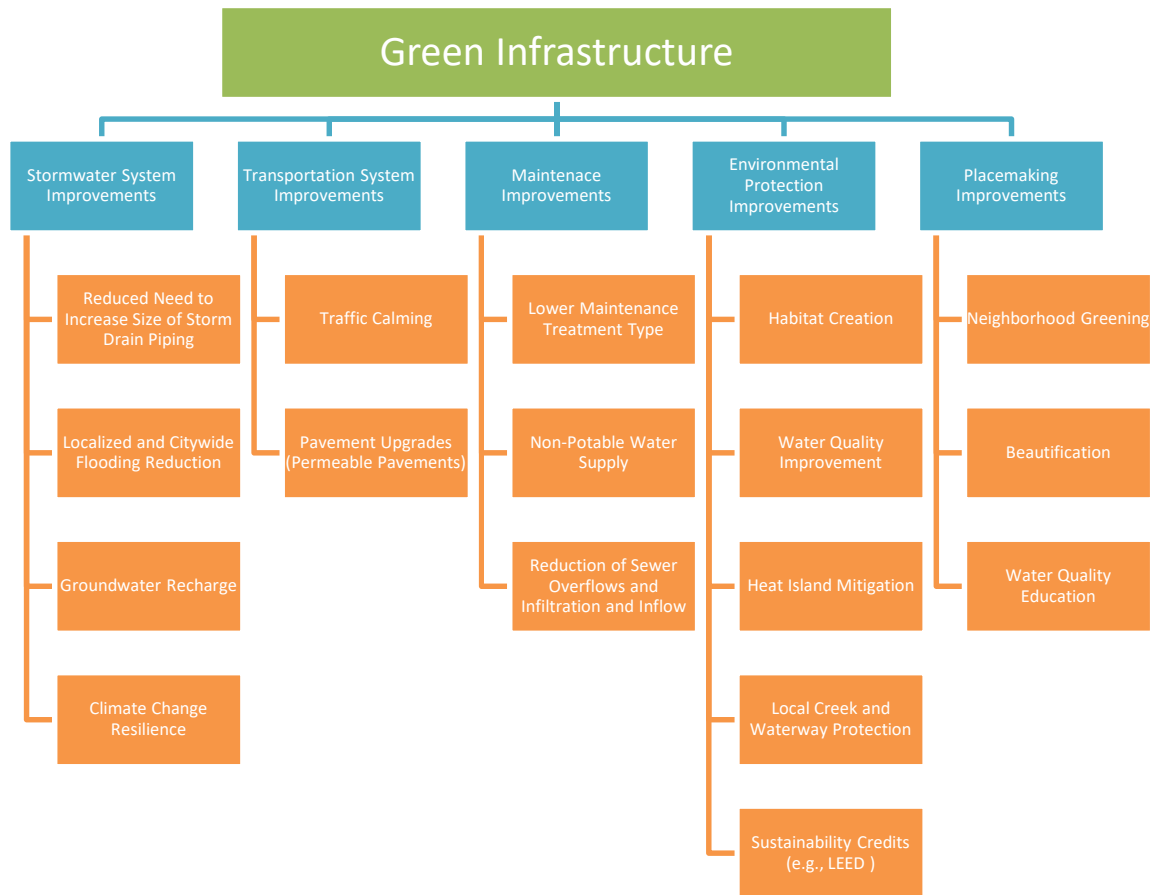 Green Infrastructure
Stormwater System
Improvements
Reduced Need to
Increase Size of Storm
Drain Piping
Localized and Citywide
Flooding Reduction
Groundwater Recharge
Climate Change
Resilience
Transportation System
Improvements
Traffic Calming
Pavement Upgrades
(Permeable Pavements)
Maintenace
Improvements
Lower Maintenance
Treatment Type
Non-Potable Water
Supply
Reduction of Sewer
Overflows and
Infiltration and Inflow
Environmental
Protection
Improvements
Habitat Creation
Water Quality
Improvement
Heat Island Mitigation
Local Creek and
Waterway Protection
Sustainability Credits
(e.g., LEED )
Placemaking
Improvements
Neighborhood Greening
Beautification
Water Quality
Education